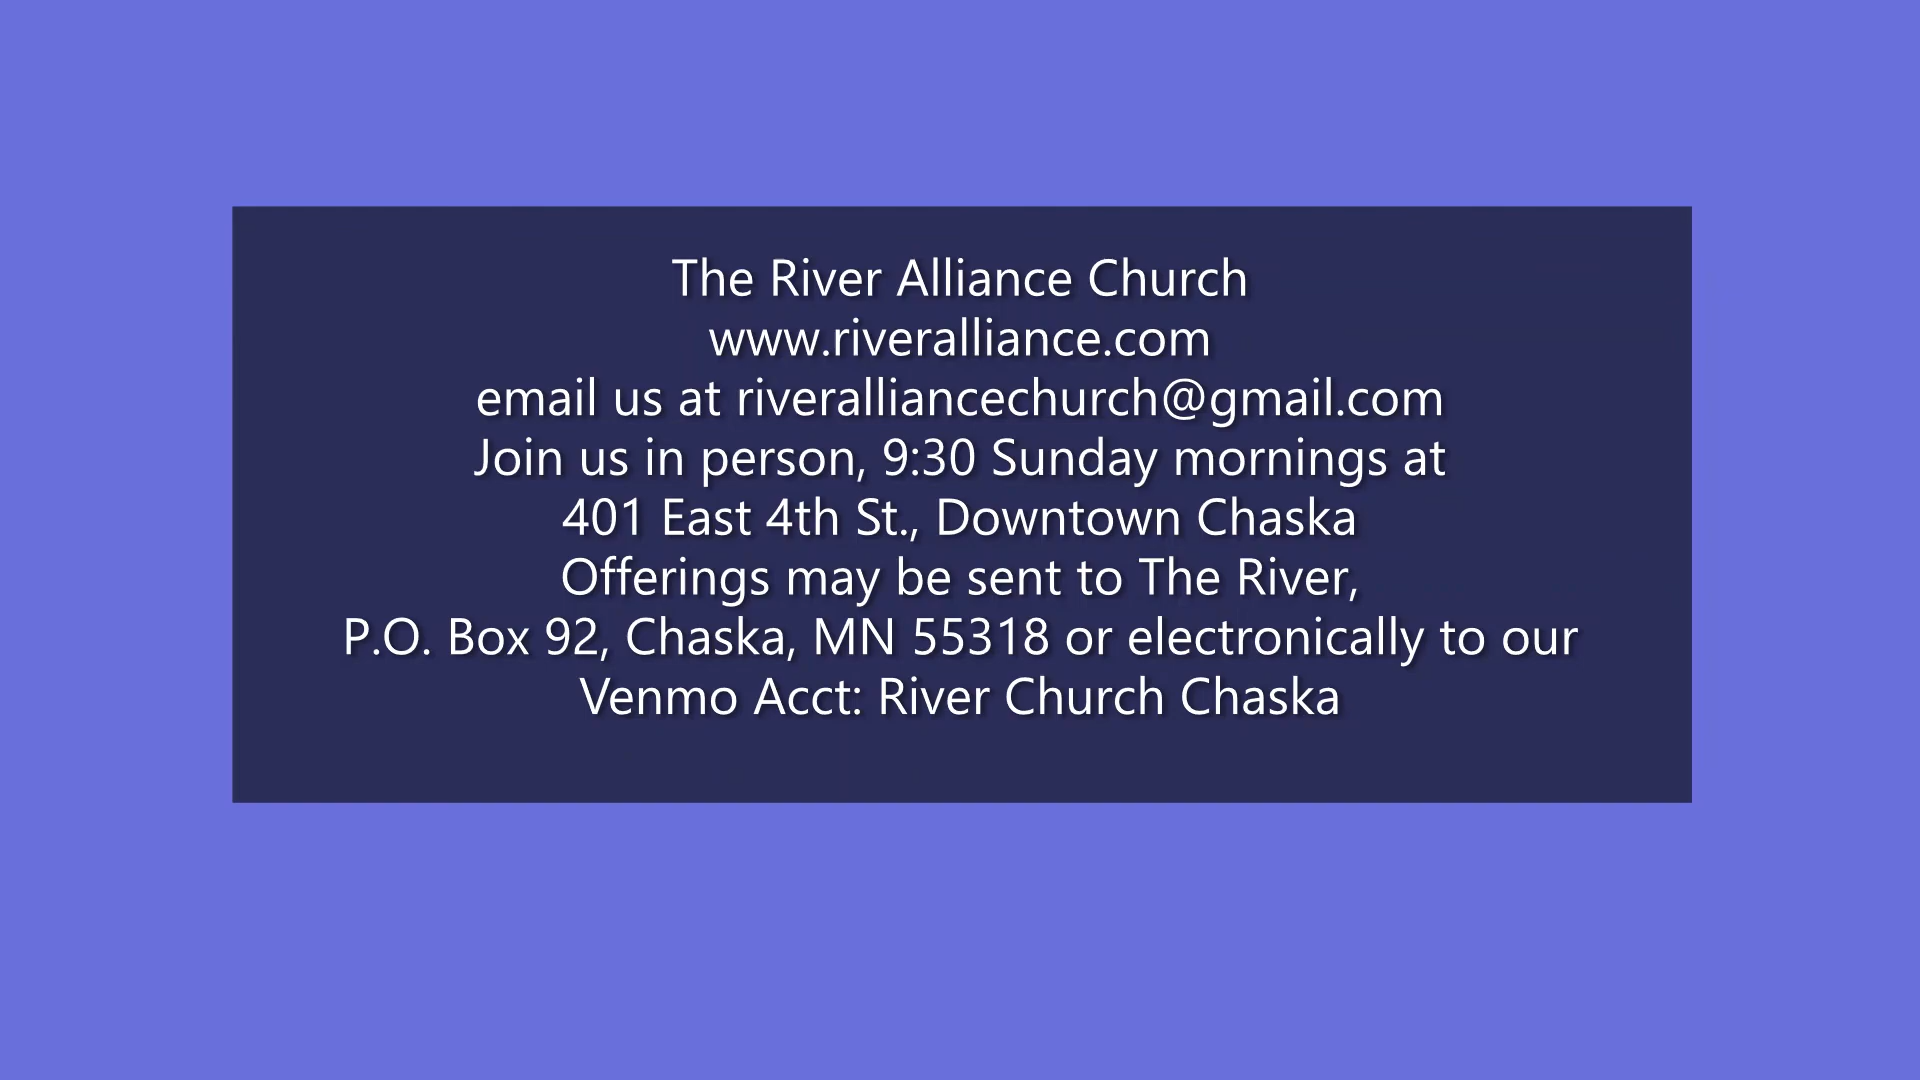 The River Alliance Church
www.riveralliance.com
email us at riveralliancechurch@gmail.com
Join us in person, 9:30 Sunday mornings at
401 East 4th St., Downtown Chaska
Offerings may be sent to The River,
P.O. Box 92, Chaska, MN 55318 or electronically to our
Venmo Acct: River Church Chaska